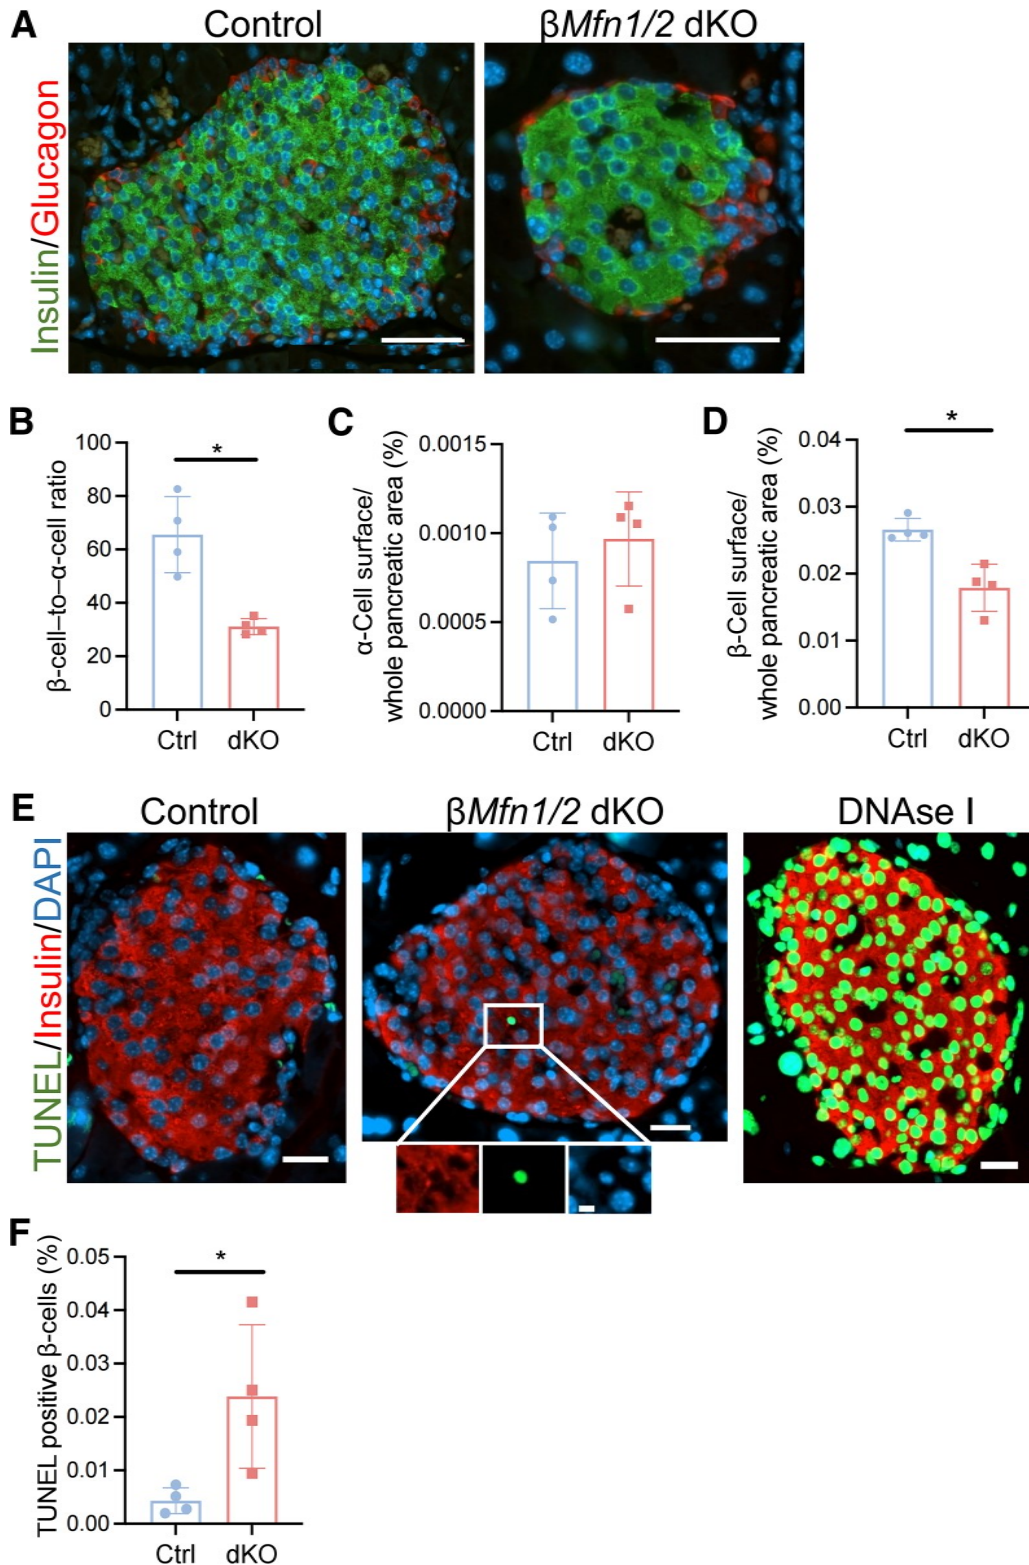 A
Control
βMfn1/2 dKO
Insulin/Glucagon
B
β-cell–to–α-cell ratio
100
80
60
40
20
0
*
Ctrl
dKO
C
α-Cell surface/
whole pancreatic area (%)
0.0015
0.0010
0.0005
0.0000
Ctrl
dKO
D
β-Cell surface/
whole pancreatic area (%)
0.04
0.03
0.02
0.01
0.00
*
Ctrl
dKO
E
Control
βMfn1/2 dKO
DNAse I
TUNEL/Insulin/DAPI
F
TUNEL positive β-cells (%)
0.05
0.04
0.03
0.02
0.01
0.00
*
Ctrl
dKO